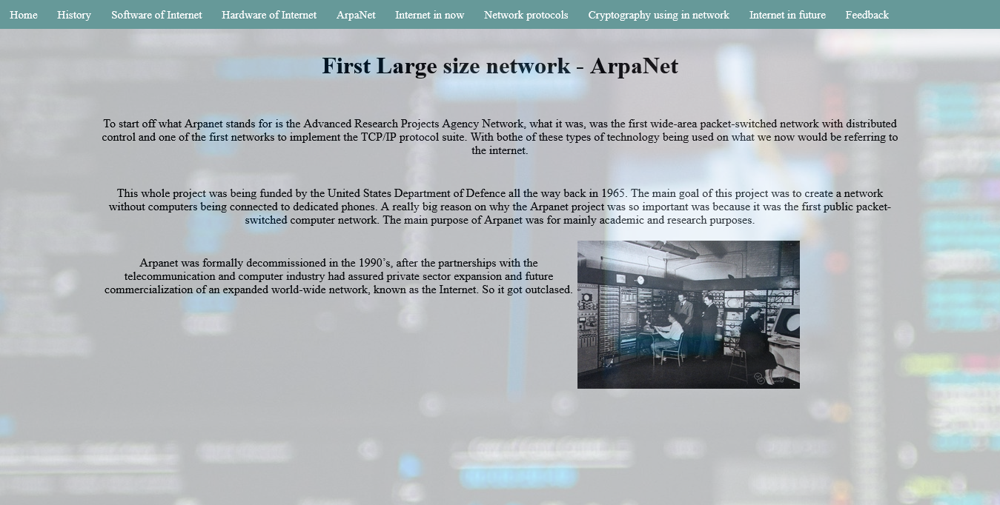 Home History Software of Internet Hardware of Internet ArpaNet Internet in now Network protocols Cryptography using in network Internet in future Feedback
First Large size network - ArpaNet
To start off what Arpanet stands for is the Advanced Research Projects Agency Network, what it was, was the first wide-area packet-switched network with distributed
control and one of the first networks to implement the TCP/IP protocol suite. With bothe of these types of technology being used on what we now would be referring to
the internet.
This whole project was being funded by the United States Department of Defence all the way back in 1965. The main goal of this project was to create a network
without computers being connected to dedicated phones. A really big reason on why the Arpanet project was so important was because it was the first public packet-
switched computer network. The main purpose of Arpanet was for mainly academic and research purposes.
Arpanet was formally decommissioned in the 1990’s, after the partnerships with the
telecommunication and computer industry had assured private sector expansion and future
commercialization of an expanded world-wide network, known as the Internet. So it got outclased.